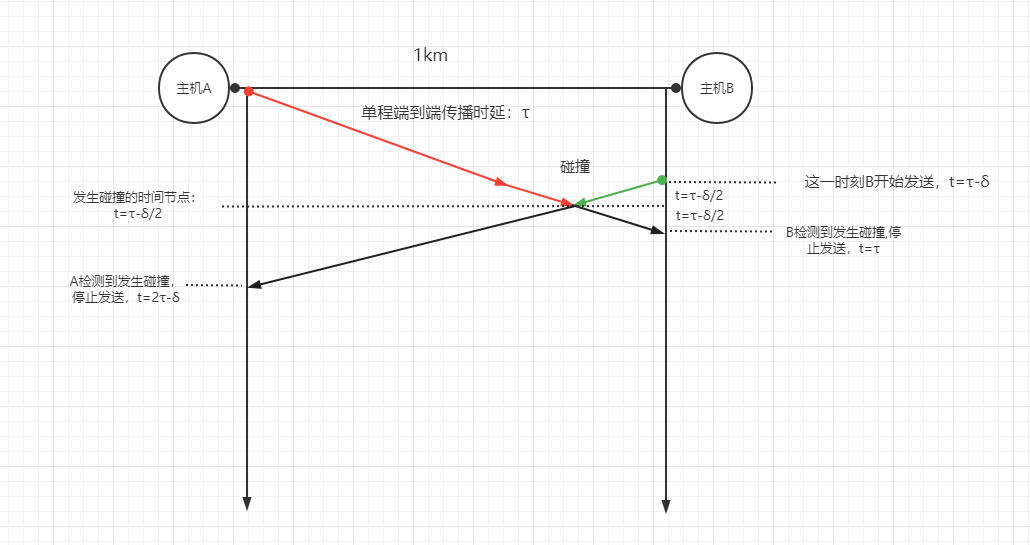 1km
主机A
主机B
单程端到端传播时延：τ
碰撞
这一时刻B开始发送，t=τ-δ
发生碰撞的时间节点：
t=τ-δ/2
t=τ-δ/2
t=τ-δ/2
B检测到发生碰撞,停
止发送，t=τ
A检测到发生碰撞，
停止发送，t=2τ-δ